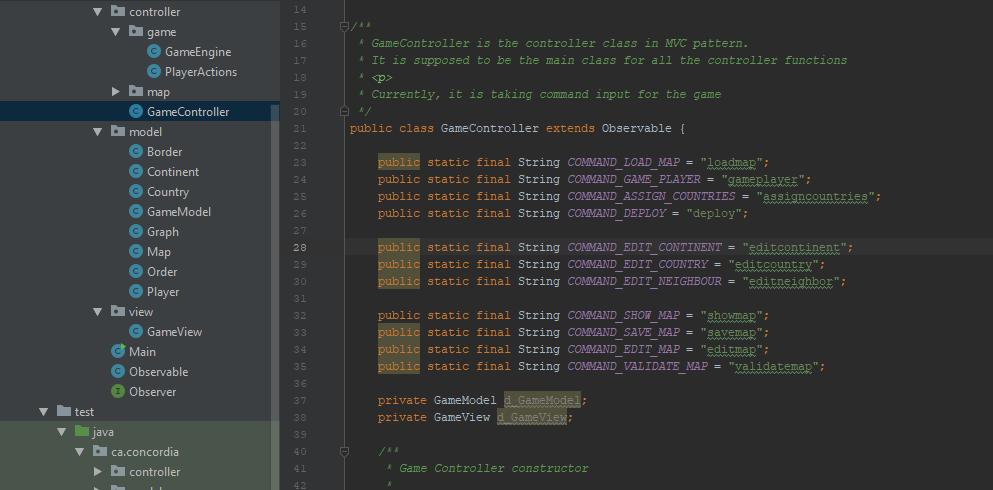 controller
game
GameEngine
PlayerActions
map
GameController
model
Border
Continent
Country
GameModel
Graph
Map
Order
Player
view
GameView
Main
Observable
Observer
test
java
ca.concordia
controller
14
15 /**
16 * GameController is the controller class in MVC pattern.
17 * It is supposed to be the main class for all the controller functions
18 * <p>
19 * Currently, it is taking command input for the game
20 */
21 public class GameController extends Observable {
22
23 public static final String COMMAND_LOAD_MAP = "loadmap";
24 public static final String COMMAND_GAME_PLAYER = "gameplayer";
25 public static final String COMMAND_ASSIGN_COUNTRIES = "assigncountries";
26 public static final String COMMAND_DEPLOY = "deploy";
27
28 public static final String COMMAND_EDIT_CONTINENT = "editcontinent";
29 public static final String COMMAND_EDIT_COUNTRY = "editcountry";
30 public static final String COMMAND_EDIT_NEIGHBOUR = "editneighbor";
31
32 public static final String COMMAND_SHOW_MAP = "showmap";
33 public static final String COMMAND_SAVE_MAP = "savemap";
34 public static final String COMMAND_EDIT_MAP = "editmap";
35 public static final String COMMAND_VALIDATE_MAP = "validatemap";
36
37 private GameModel d_GameModel;
38 private GameView d_GameView;
39
40 /**
41 * Game Controller constructor
42 *